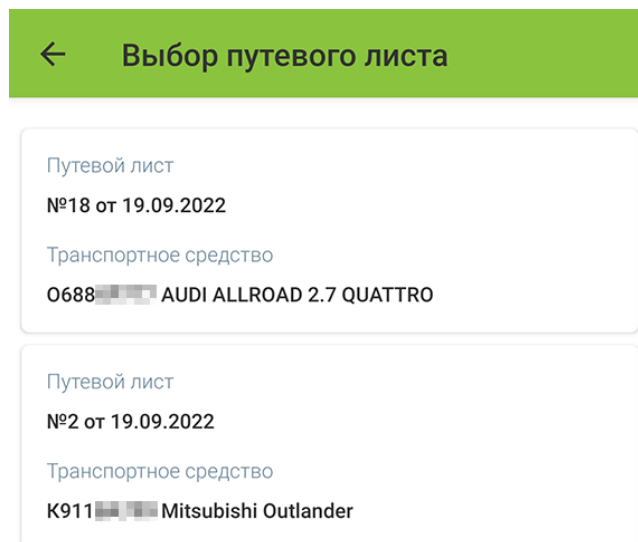 Выбор путевого листа
Путевой лист
№18 от 19.09.2022
Транспортное средство
О688 AUDI ALLROAD 2.7 QUATTRO
Путевой лист
№2 от 19.09.2022
Транспортное средство
К911 Mitsubishi Outlander